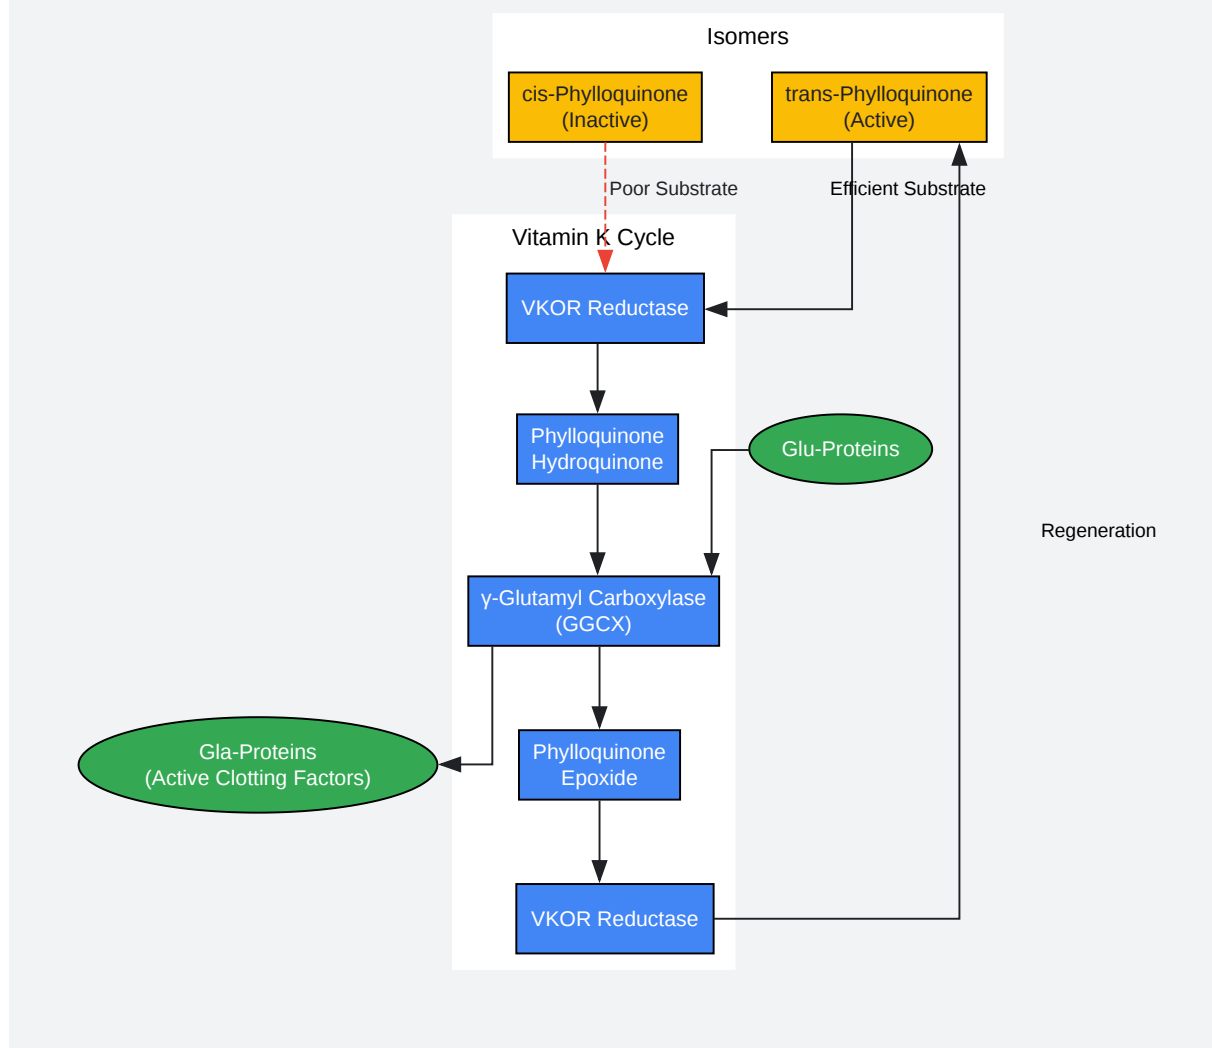 Isomers
cis-Phylloquinone
(Inactive)
trans-Phylloquinone
(Active)
Poor Substrate
Efficient Substrate
Vitamin K Cycle
VKOR Reductase
Phylloquinone
Hydroquinone
Glu-Proteins
Regeneration
γ-Glutamyl Carboxylase
(GGCX)
Gla-Proteins
(Active Clotting Factors)
Phylloquinone
Epoxide
VKOR Reductase